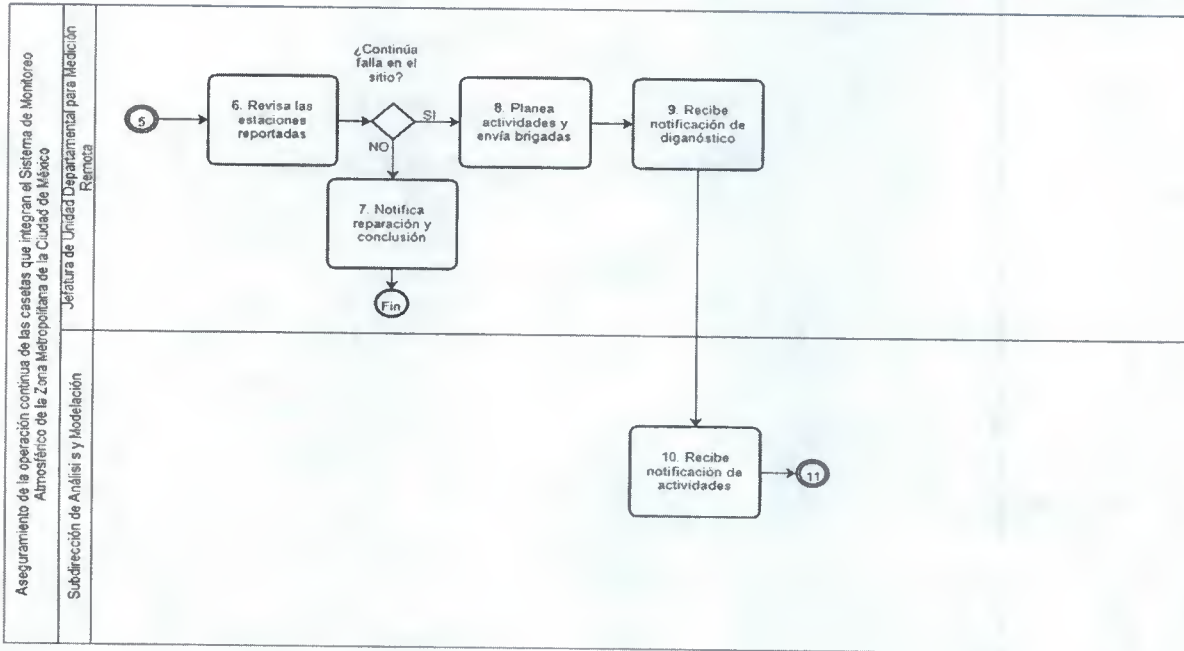 Aseguramiento de la operación continua de las casetas que integran el Sistema de Monitoreo
Atmosférico de la Zona Metropolitana de la Ciudad de México
Jefatura de Unidad Departamental para Medición
Remota
5
6. Revisa las
estaciones
reportadas
¿Continúa
falla en el
sitio?
SI
NO
7. Notifica
reparación y
conclusión
Fin
8. Planea
actividades y
envía brigadas
9. Recibe
notificación de
diganóstico
Subdirección de Análisi s y Modelación
10. Recibe
notificación de
actividades
11